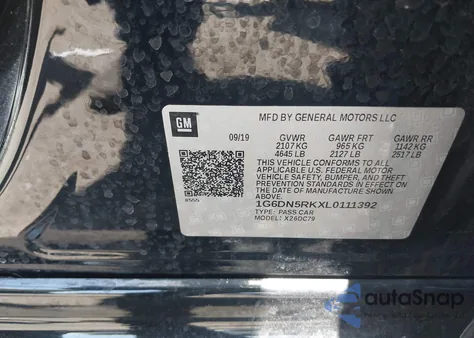 GM
MFD BY GENERAL MOTORS LLC
09/19 GVWR GAWR FRT GAWR RR
2107 KG 965 KG 1142 KG
4645 LB 2127 LB 2517 LB
THIS VEHICLE CONFORMS TO ALL
APPLICABLE U.S. FEDERAL MOTOR
VEHICLE SAFETY, BUMPER, AND THEFT
PREVENTION STANDARDS IN EFFECT ON
THE DATE OF MANUFACTURE SHOWN
ABOVE.
1G6DN5RKXL0111392
TYPE: PASS CAR
MODEL: X26DC79
autoSnap